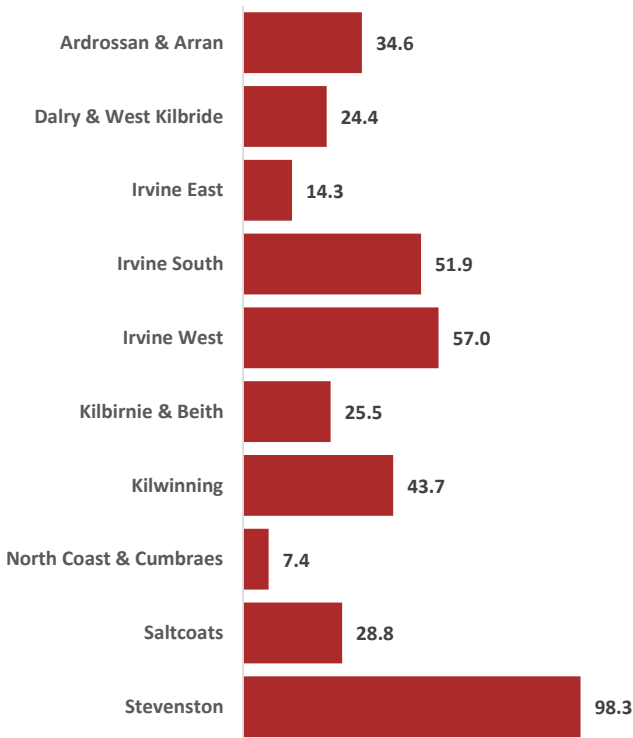 Ardrossan & Arran 34.6
Dalry & West Kilbride 24.4
Irvine East 14.3
Irvine South 51.9
Irvine West 57.0
Kilbirnie & Beith 25.5
Kilwinning 43.7
North Coast & Cumbraes 7.4
Saltcoats 28.8
Stevenston 98.3